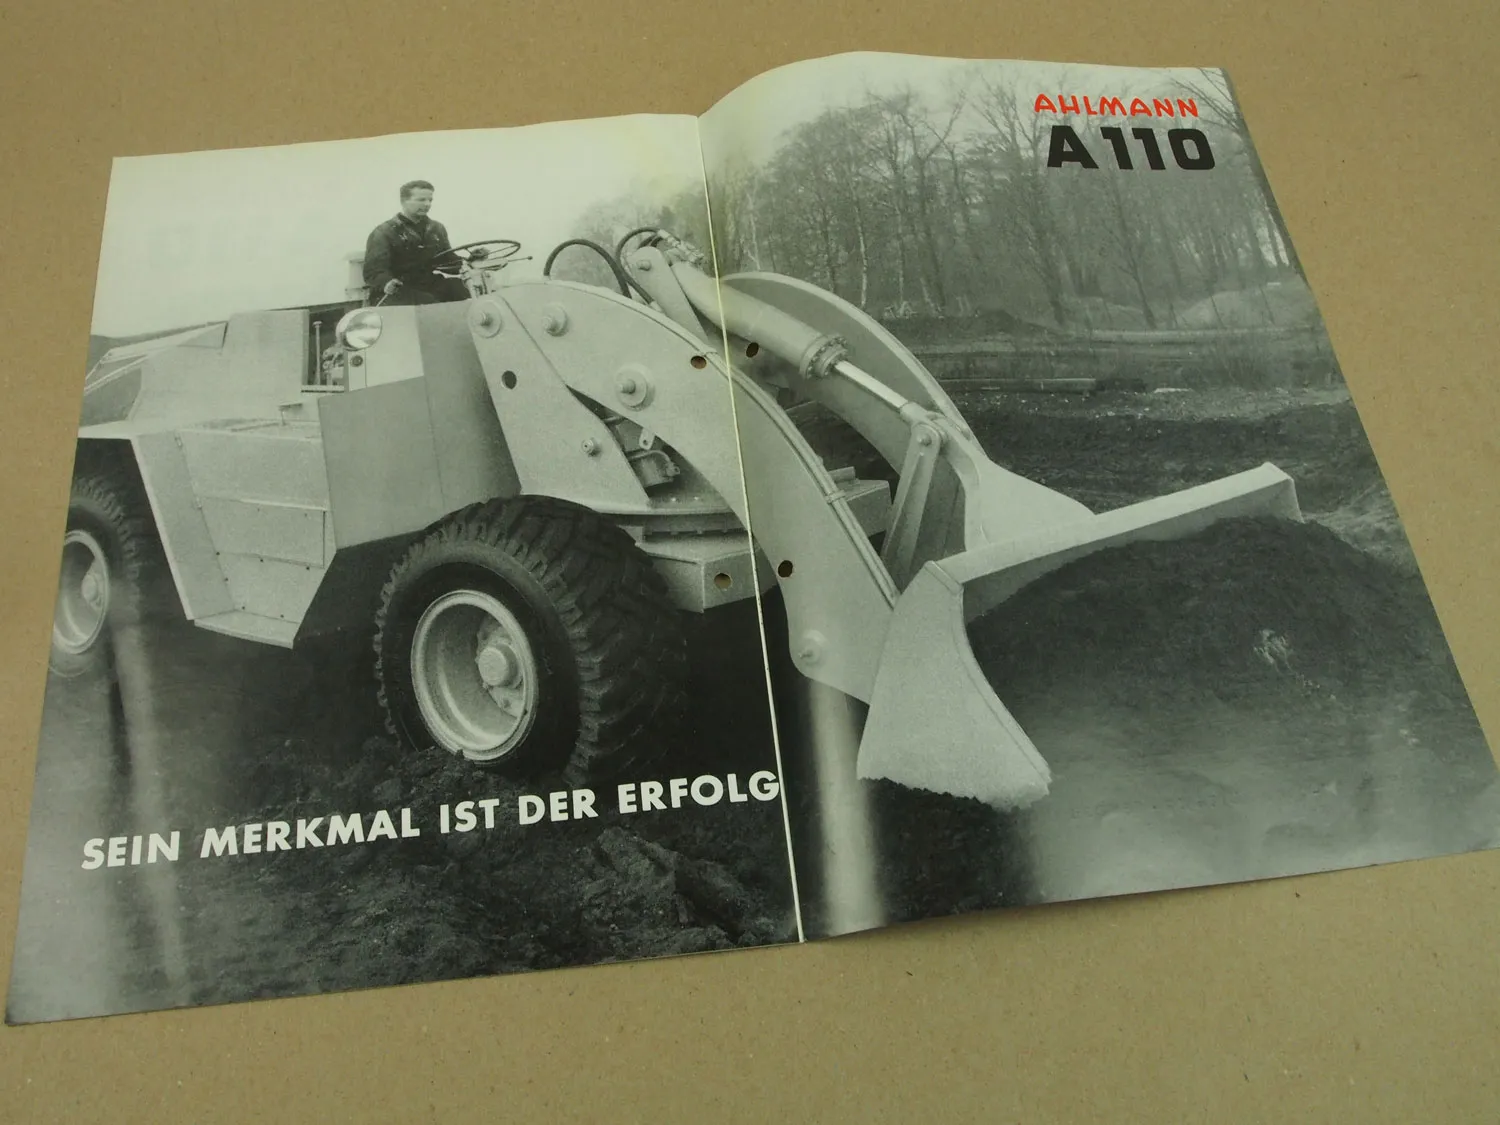 AHLMANN
A110
SEIN MERKMAL IST DER ERFOLG